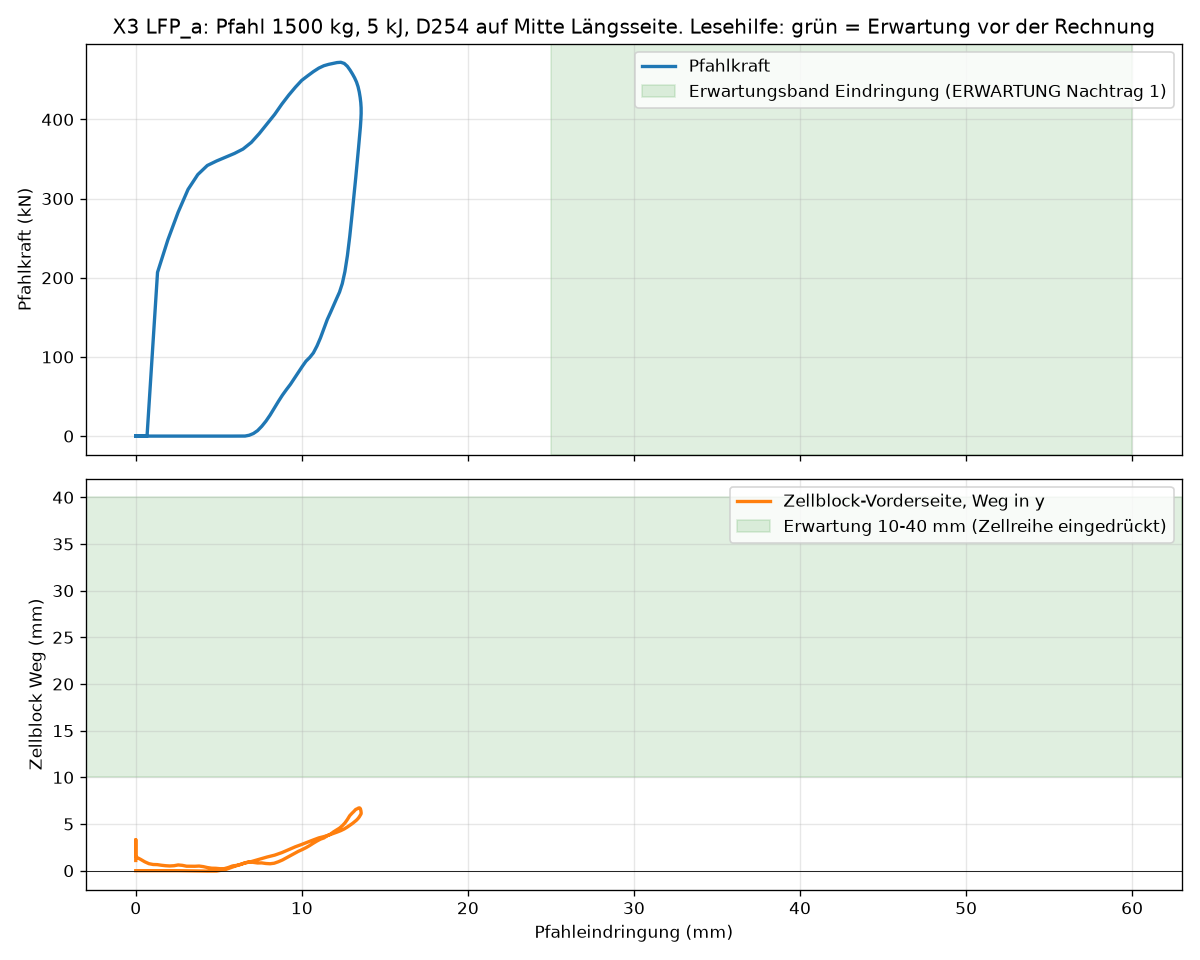 X3 LFP_a: Pfahl 1500 kg, 5 kJ, D254 auf Mitte Längsseite. Lesehilfe: grün = Erwartung vor der Rechnung
Pfahlkraft
Erwartungsband Eindringung (ERWARTUNG Nachtrag 1)
Pfahlkraft (kN)
400
300
200
100
0
Zellblock-Vorderseite, Weg in y
Erwartung 10-40 mm (Zellreihe eingedrückt)
Zellblock Weg (mm)
40
35
30
25
20
15
10
5
0
0 10 20 30 40 50 60
Pfahleindringung (mm)